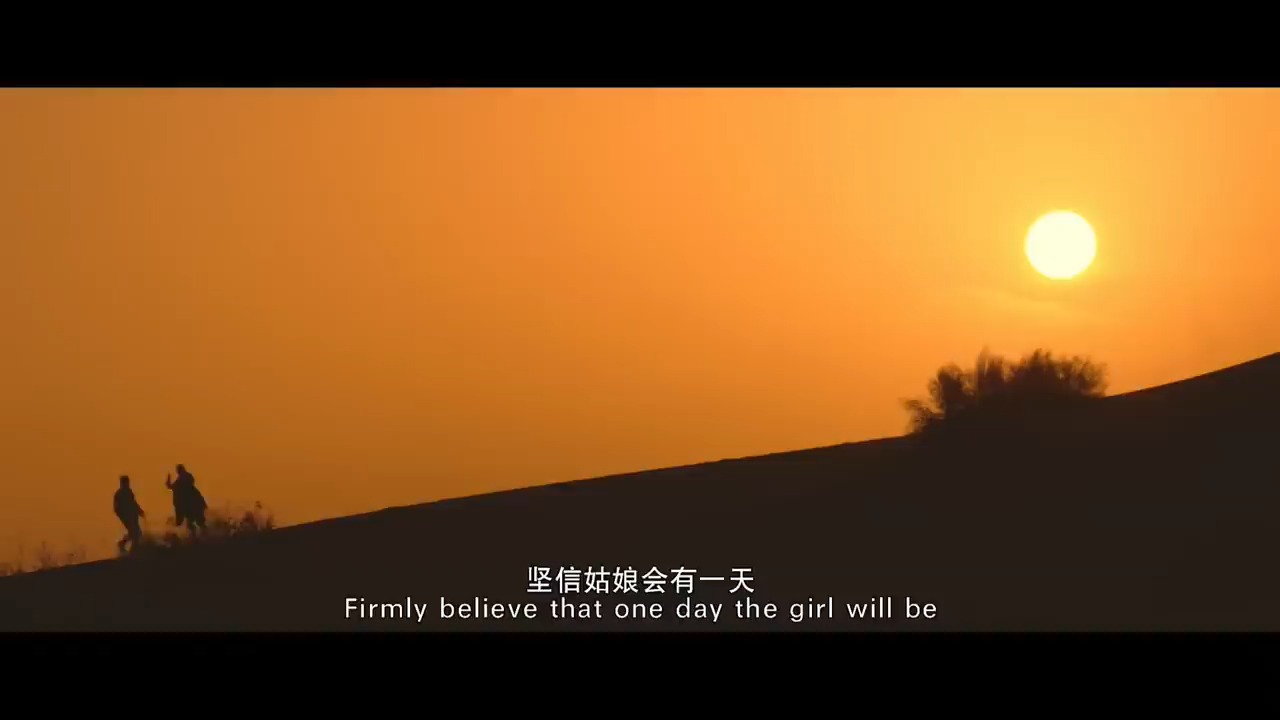 坚信姑娘会有一天
Firmly believe that one day the girl will be